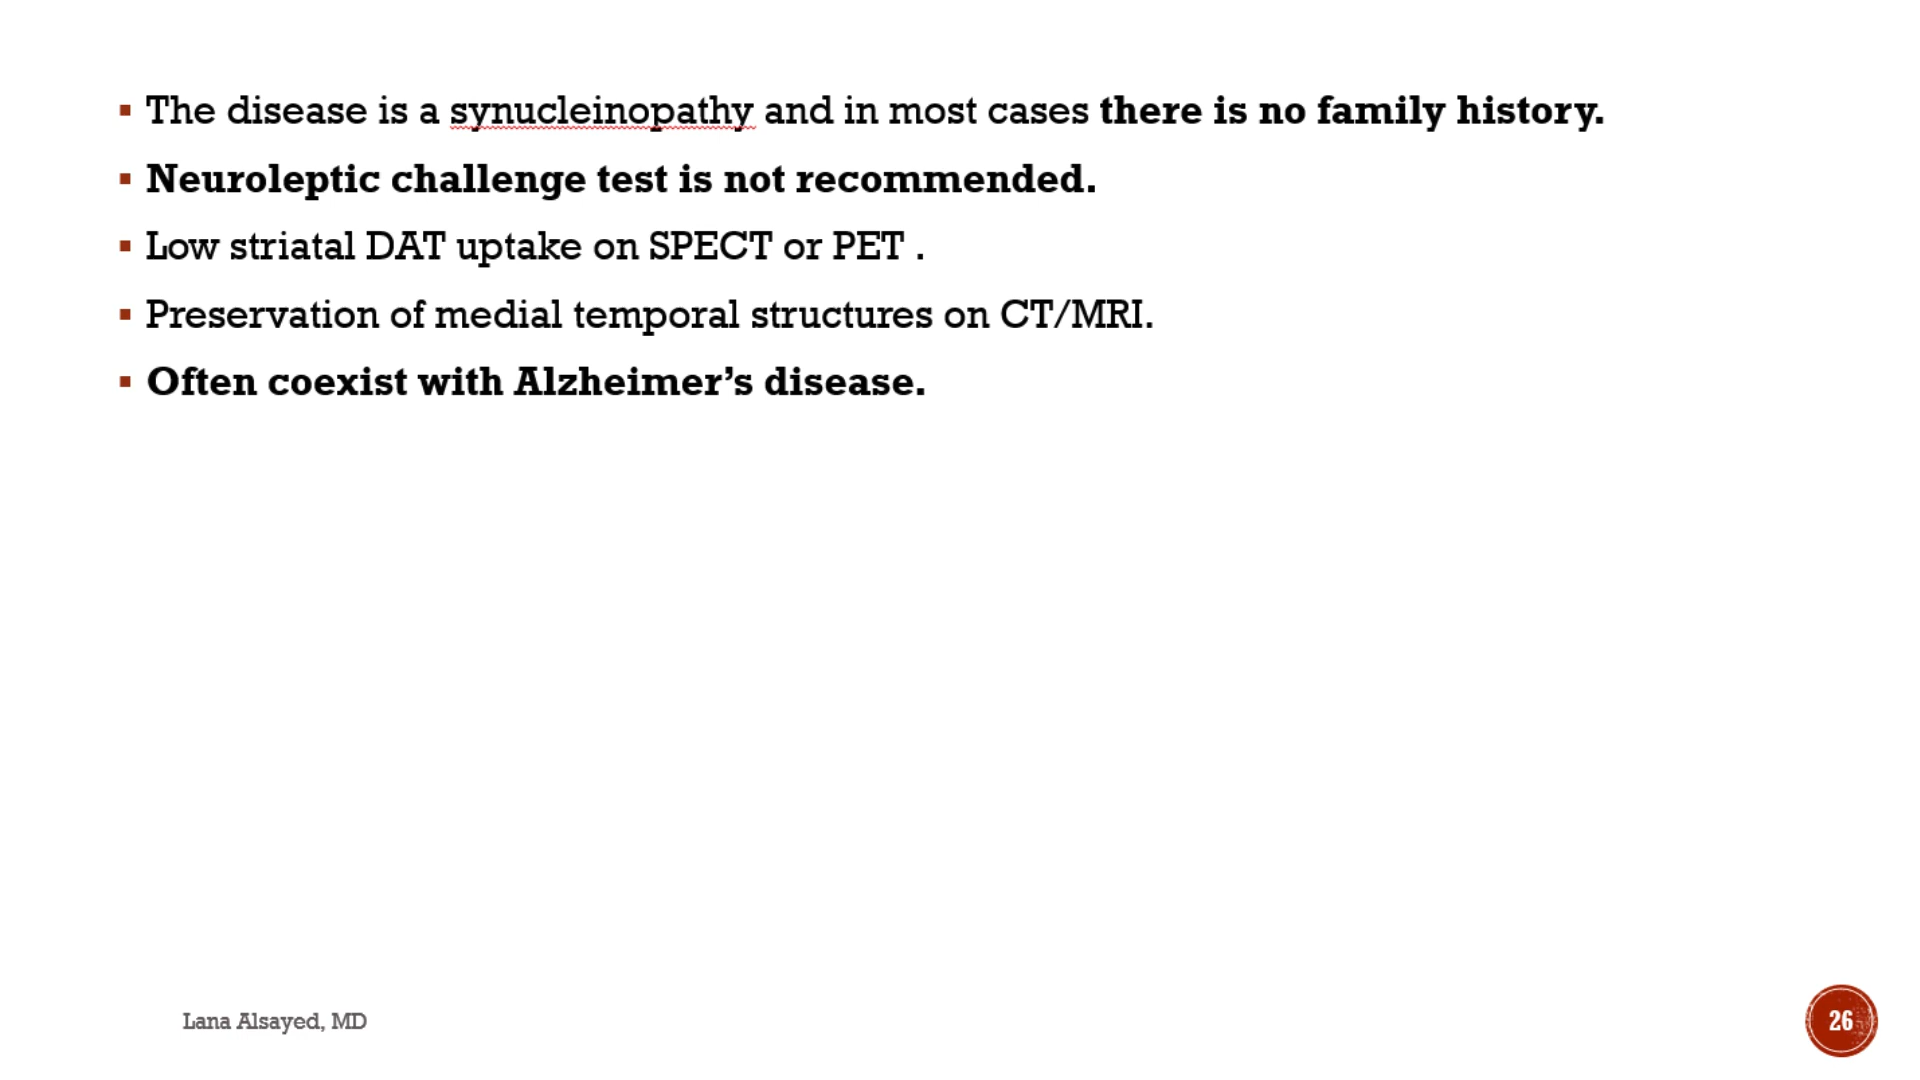 ▪ The disease is a synucleinopathy and in most cases there is no family history.
▪ Neuroleptic challenge test is not recommended.
▪ Low striatal DAT uptake on SPECT or PET .
▪ Preservation of medial temporal structures on CT/MRI.
▪ Often coexist with Alzheimer’s disease.
Lana Alsayed, MD
26